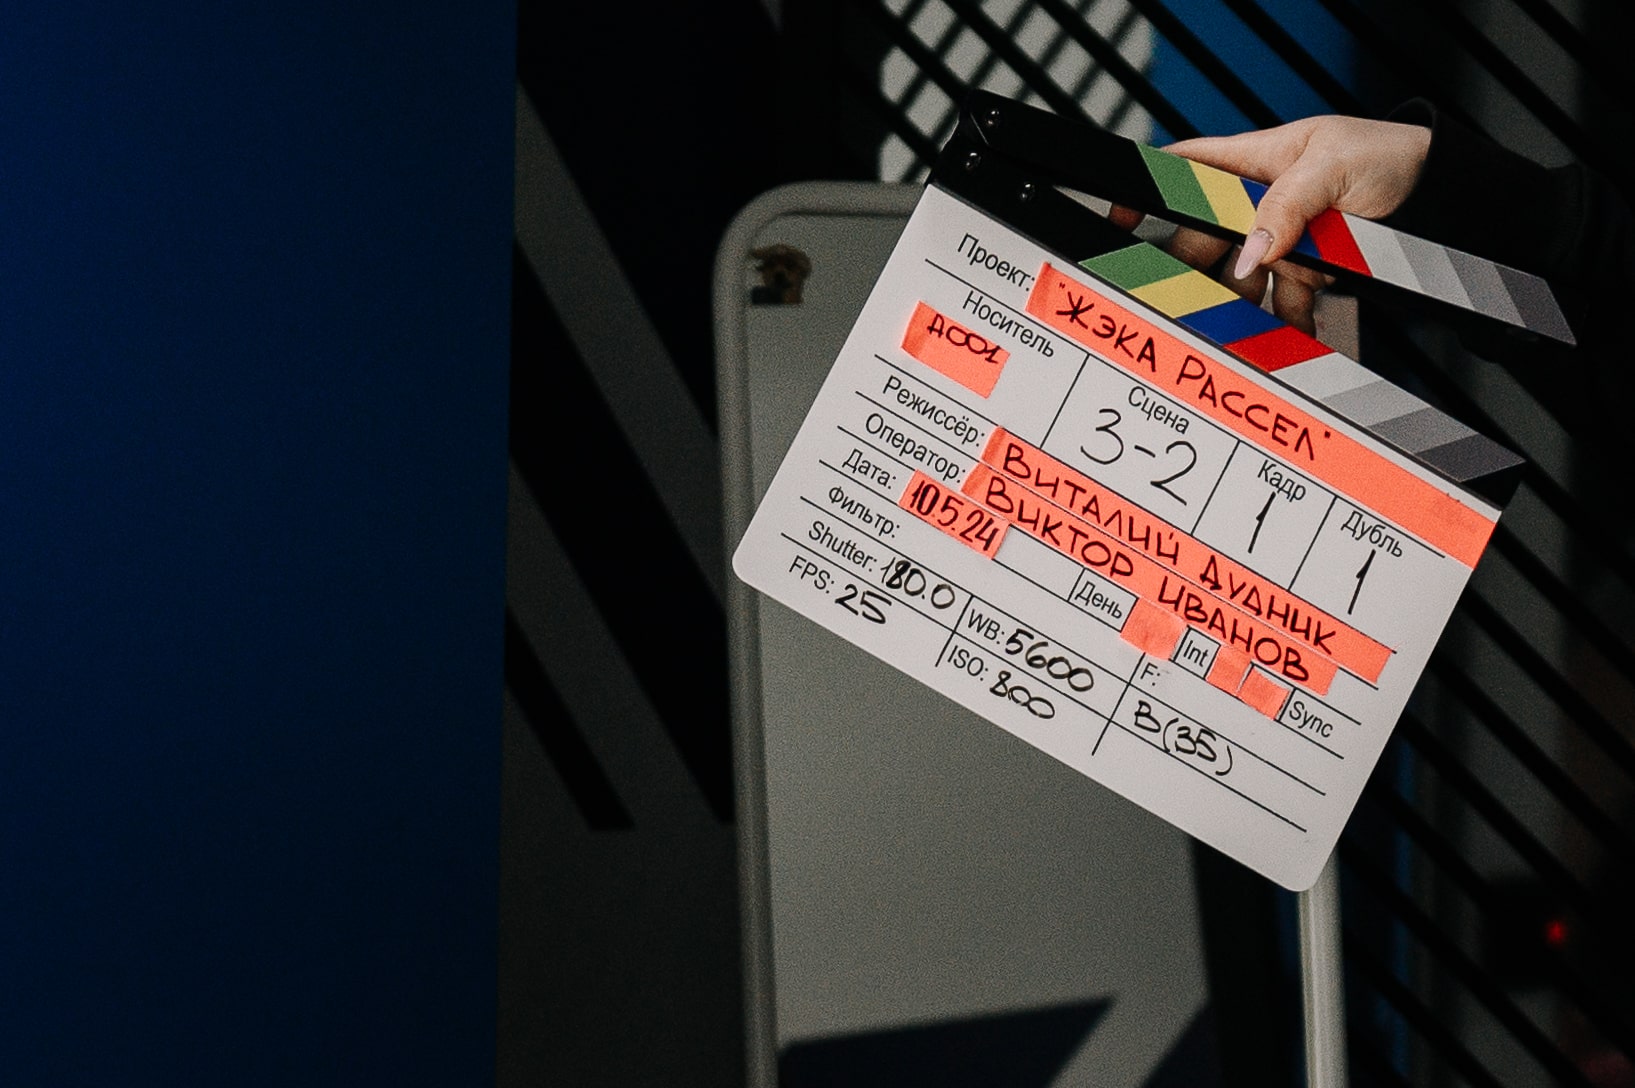 Проект: "ЖЭКА РАССЕЛ"
Носитель A001
Сцена 3-2
Кадр 1
Дубль 1
Режиссёр: ВИТАЛИЙ ДУДНИК
Оператор: ВИКТОР ИВАНОВ
Дата: 10.5.24
День Int Sync
Фильтр:
Shutter: 180.0 WB: 5600 F:
FPS: 25 ISO: 800 B(35)